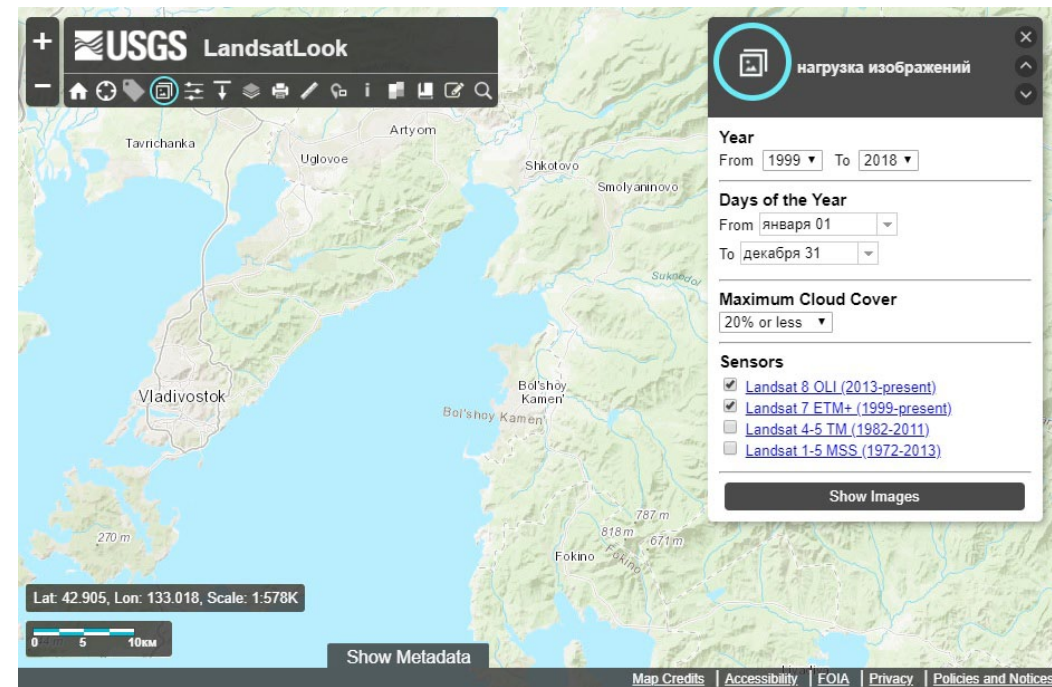 USGS LandsatLook
нагрузка изображений
Year
From 1999 To 2018
Days of the Year
From января 01
To декабря 31
Maximum Cloud Cover
20% or less
Sensors
Landsat 8 OLI (2013-present)
Landsat 7 ETM+ (1999-present)
Landsat 4-5 TM (1982-2011)
Landsat 1-5 MSS (1972-2013)
Show Images
Tavrichanka
Artyom
Uglovoe
Shkotovo
Smolyaninovo
Vladivostok
Bol'shoy
Kamen'
Bol'shoy Kamen'
787 m
818 m
671 m
270 m
Fokino
Fokino
Lat: 42.905, Lon: 133.018, Scale: 1:578K
0 5 10км
Show Metadata
Map Credits | Accessibility | FOIA | Privacy | Policies and Notices